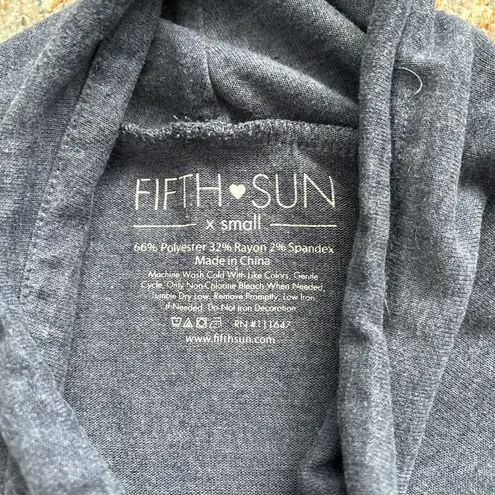 FIFTH♥SUN
x small
66% Polyester 32% Rayon 2% Spandex
Made in China
Machine Wash Cold With Like Colors, Gentle
Cycle, Only Non-Chlorine Bleach When Needed,
Tumble Dry Low, Remove Promptly, Low Iron
If Needed. Do Not Iron Decoration
RN #111647
www.fifthsun.com